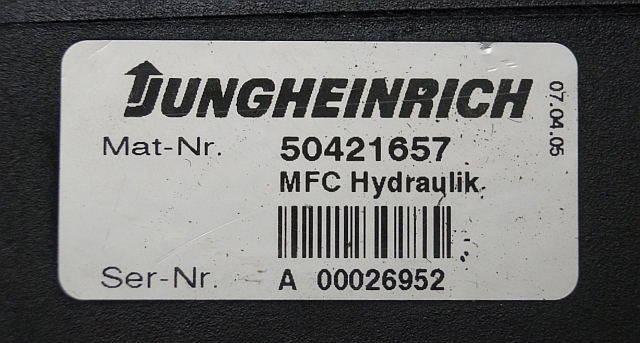 JUNGHEINRICH
Mat-Nr. 50421657
MFC Hydraulik
Ser-Nr. A 00026952
07.04.05